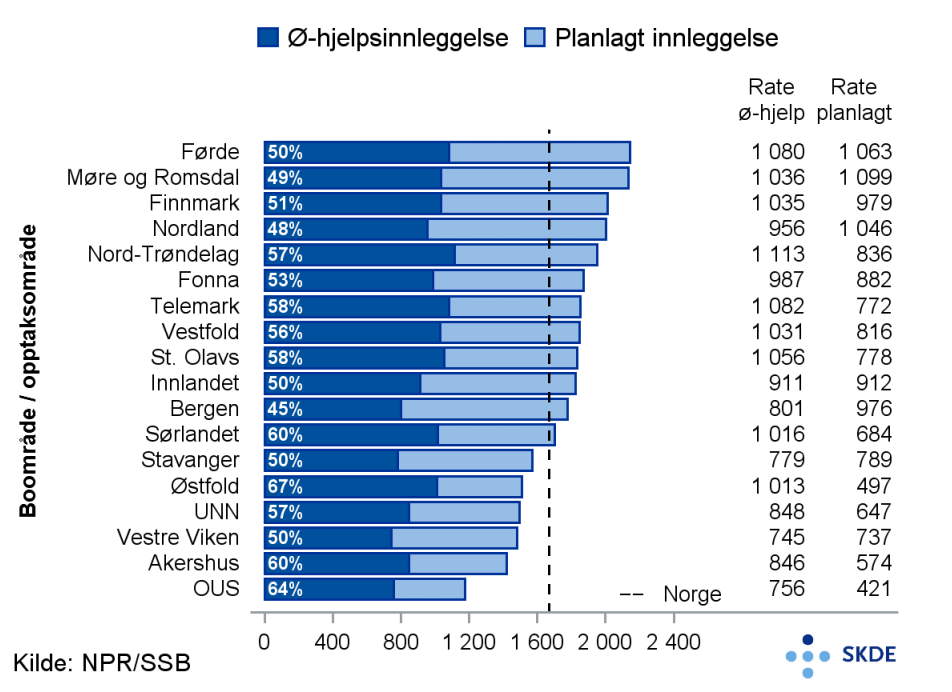 Ø-hjelpsinnleggelse Planlagt innleggelse
Rate Rate
ø-hjelp planlagt
Førde 50% 1 080 1 063
Møre og Romsdal 49% 1 036 1 099
Finnmark 51% 1 035 979
Nordland 48% 956 1 046
Nord-Trøndelag 57% 1 113 836
Fonna 53% 987 882
Telemark 58% 1 082 772
Vestfold 56% 1 031 816
St. Olavs 58% 1 056 778
Innlandet 50% 911 912
Bergen 45% 801 976
Sørlandet 60% 1 016 684
Stavanger 50% 779 789
Østfold 67% 1 013 497
UNN 57% 848 647
Vestre Viken 50% 745 737
Akershus 60% 846 574
OUS 64% 756 421
Boområde / opptaksområde
Norge
0 400 800 1 200 1 600 2 000 2 400
Kilde: NPR/SSB
SKDE